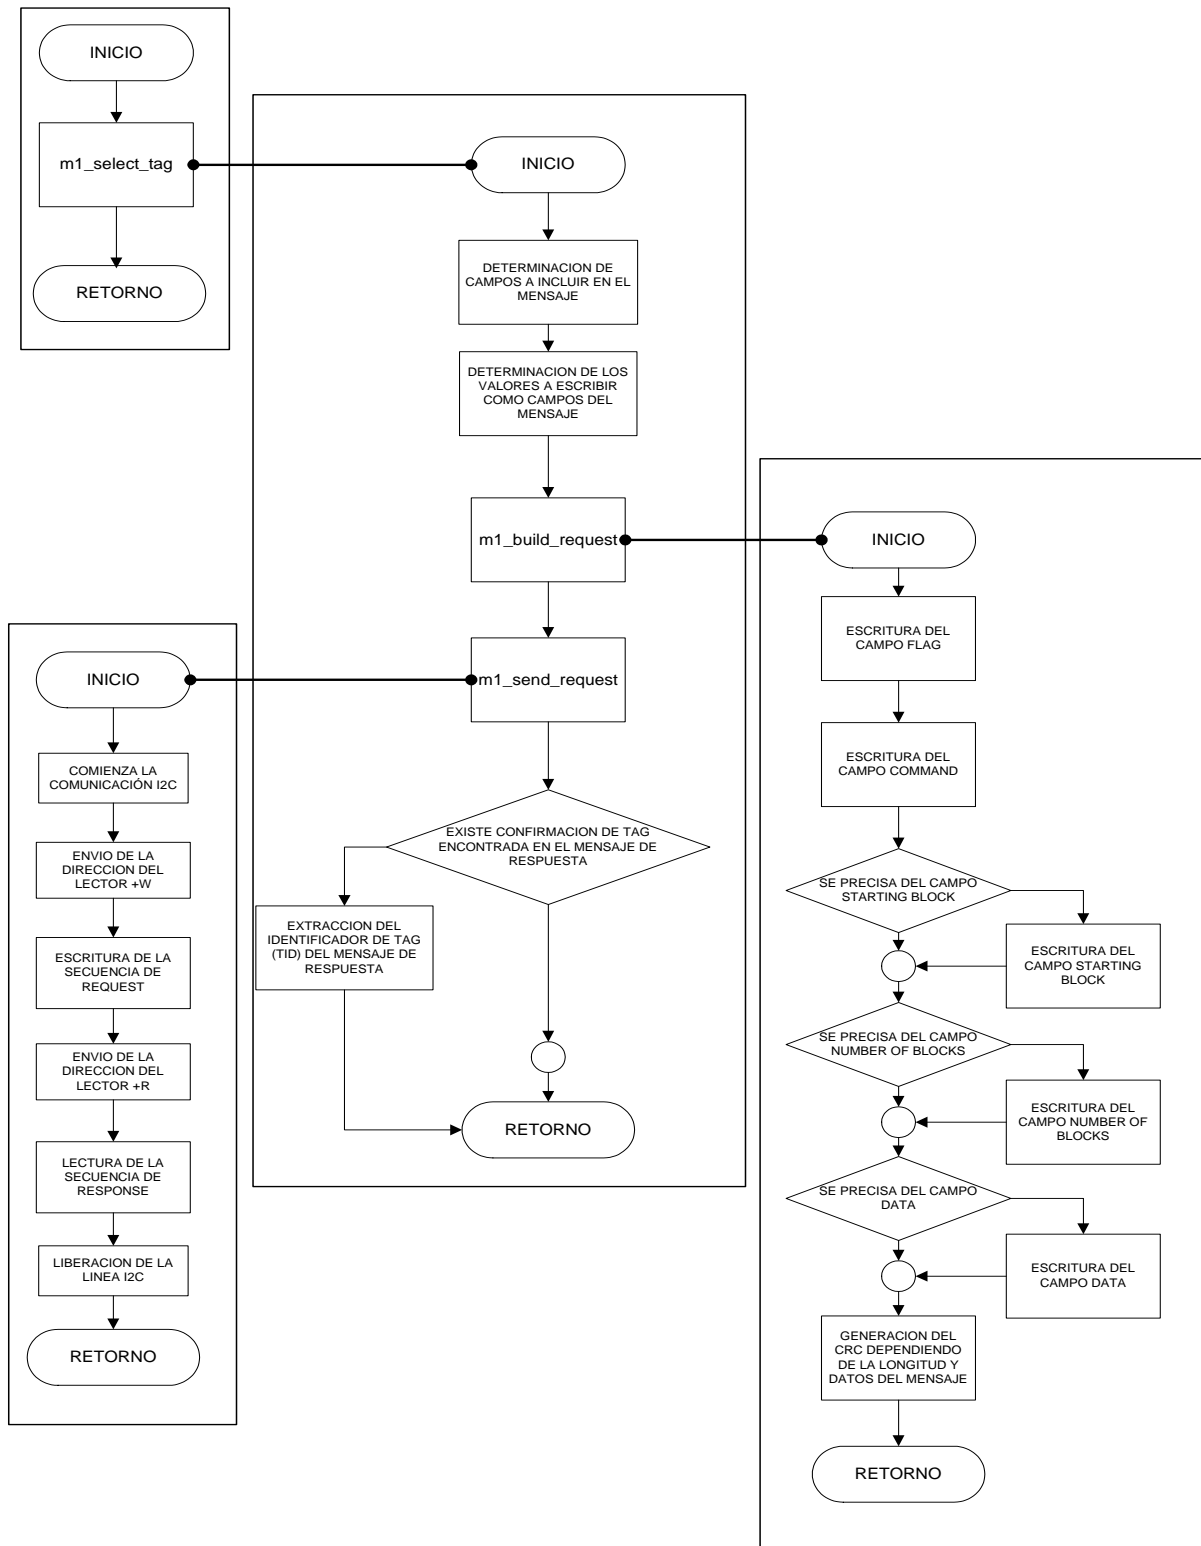 INICIO
m1_select_tag
RETORNO
INICIO
DETERMINACION DE
CAMPOS A INCLUIR EN EL
MENSAJE
DETERMINACION DE LOS
VALORES A ESCRIBIR
COMO CAMPOS DEL
MENSAJE
m1_build_request
m1_send_request
EXISTE CONFIRMACION DE TAG
ENCONTRADA EN EL MENSAJE DE
RESPUESTA
EXTRACCION DEL
IDENTIFICADOR DE TAG
(TID) DEL MENSAJE DE
RESPUESTA
RETORNO
INICIO
COMIENZA LA
COMUNICACIÓN I2C
ENVIO DE LA
DIRECCION DEL
LECTOR +W
ESCRITURA DE LA
SECUENCIA DE
REQUEST
ENVIO DE LA
DIRECCION DEL
LECTOR +R
LECTURA DE LA
SECUENCIA DE
RESPONSE
LIBERACION DE LA
LINEA I2C
RETORNO
INICIO
ESCRITURA DEL
CAMPO FLAG
ESCRITURA DEL
CAMPO COMMAND
SE PRECISA DEL CAMPO
STARTING BLOCK
ESCRITURA DEL
CAMPO STARTING
BLOCK
SE PRECISA DEL CAMPO
NUMBER OF BLOCKS
ESCRITURA DEL
CAMPO NUMBER OF
BLOCKS
SE PRECISA DEL CAMPO
DATA
ESCRITURA DEL
CAMPO DATA
GENERACION DEL
CRC DEPENDIENDO
DE LA LONGITUD Y
DATOS DEL MENSAJE
RETORNO